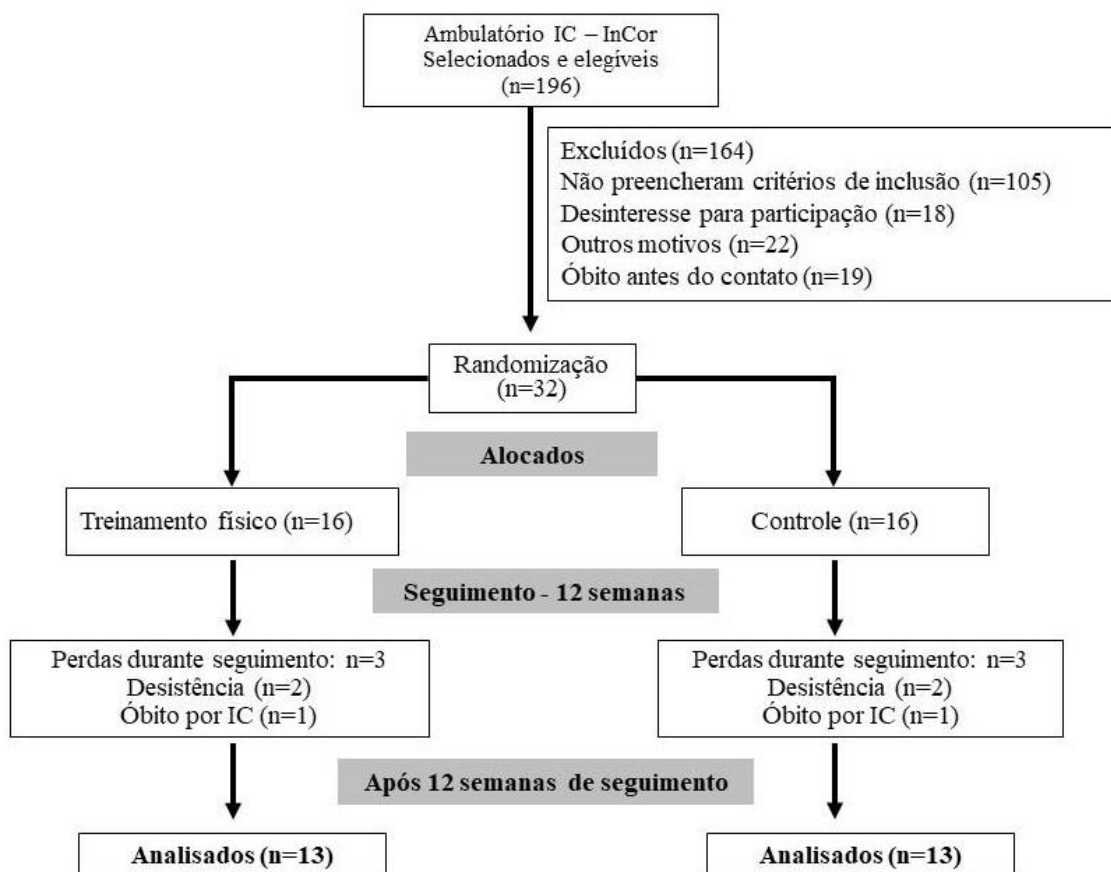 Ambulatório IC – InCor
Selecionados e elegíveis
(n=196)
Excluídos (n=164)
Não preencheram critérios de inclusão (n=105)
Desinteresse para participação (n=18)
Outros motivos (n=22)
Óbito antes do contato (n=19)
Randomização
(n=32)
Alocados
Treinamento físico (n=16)
Controle (n=16)
Seguimento - 12 semanas
Perdas durante seguimento: n=3
Desistência (n=2)
Óbito por IC (n=1)
Perdas durante seguimento: n=3
Desistência (n=2)
Óbito por IC (n=1)
Após 12 semanas de seguimento
Analisados (n=13)
Analisados (n=13)